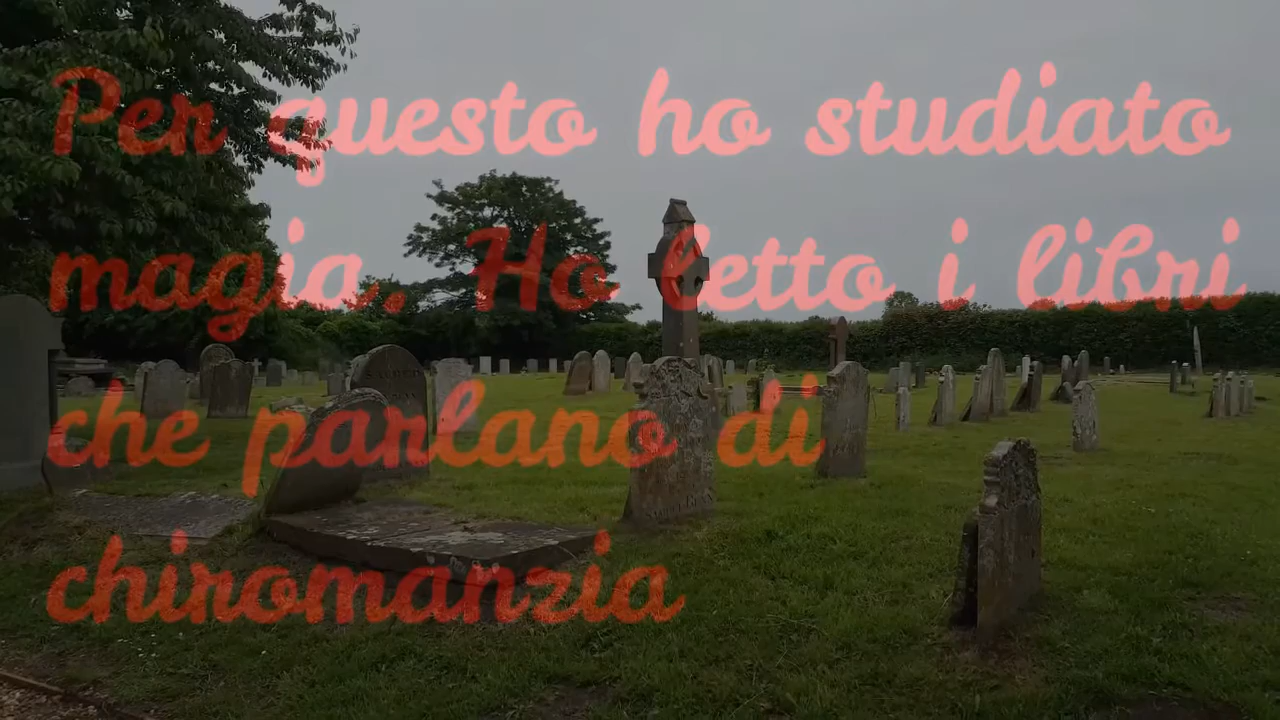 Per questo ho studiato
magia. Ho letto i libri
che parlano di
chiromanzia